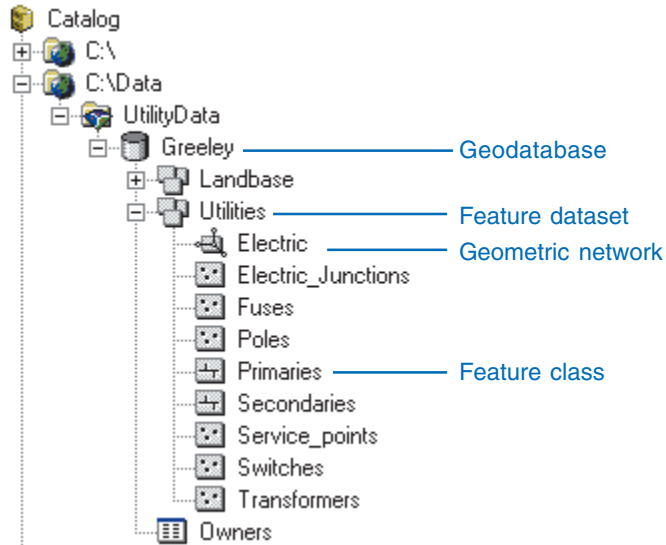 Catalog
C:\
C:\Data
UtilityData
Greeley Geodatabase
Landbase
Utilities Feature dataset
Electric Geometric network
Electric_Junctions
Fuses
Poles
Primaries Feature class
Secondaries
Service_points
Switches
Transformers
Owners